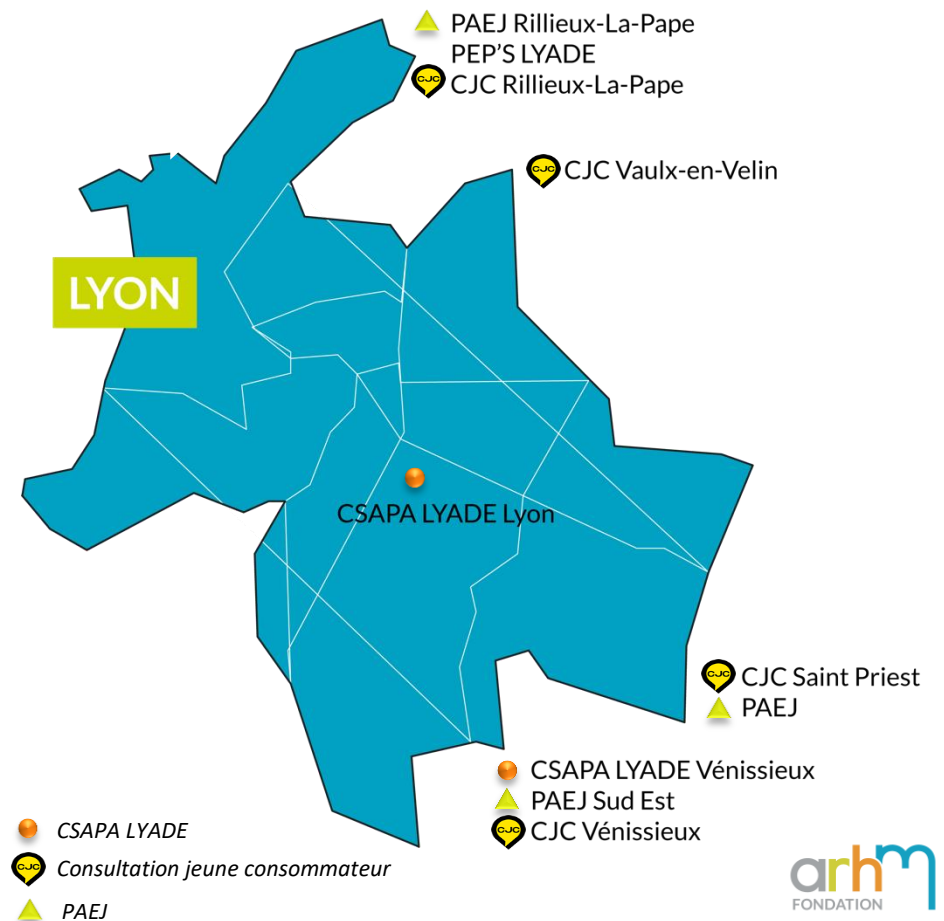 PAEJ Rillieux-La-Pape
PEP'S LYADE
CJC CJC Rillieux-La-Pape
CJC CJC Vaulx-en-Velin
LYON
CSAPA LYADE Lyon
CJC CJC Saint Priest
PAEJ
CSAPA LYADE Vénissieux
PAEJ Sud Est
CJC CJC Vénissieux
CSAPA LYADE
CJC Consultation jeune consommateur
PAEJ
arhm
FONDATION